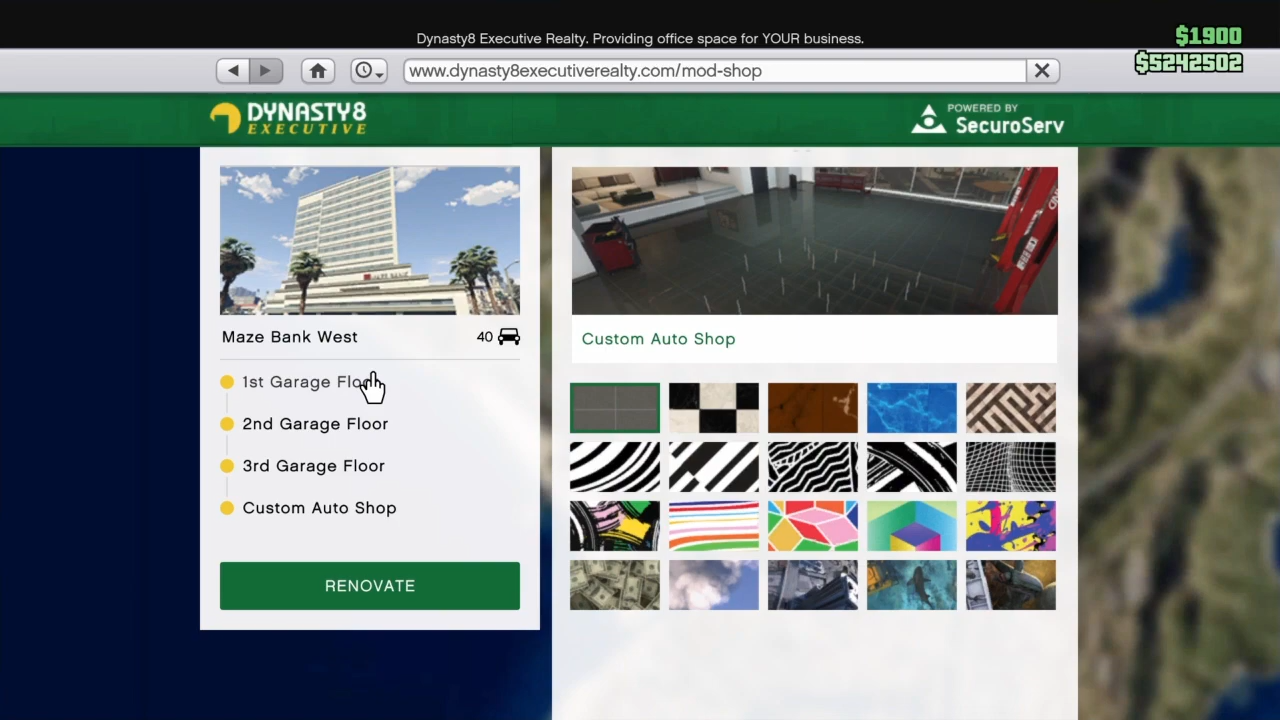 Dynasty8 Executive Realty. Providing office space for YOUR business.
$1900
$5242502
www.dynasty8executiverealty.com/mod-shop
DYNASTY8
EXECUTIVE
POWERED BY
SecuroServ
Maze Bank West
40
1st Garage Flo
2nd Garage Floor
3rd Garage Floor
Custom Auto Shop
RENOVATE
Custom Auto Shop